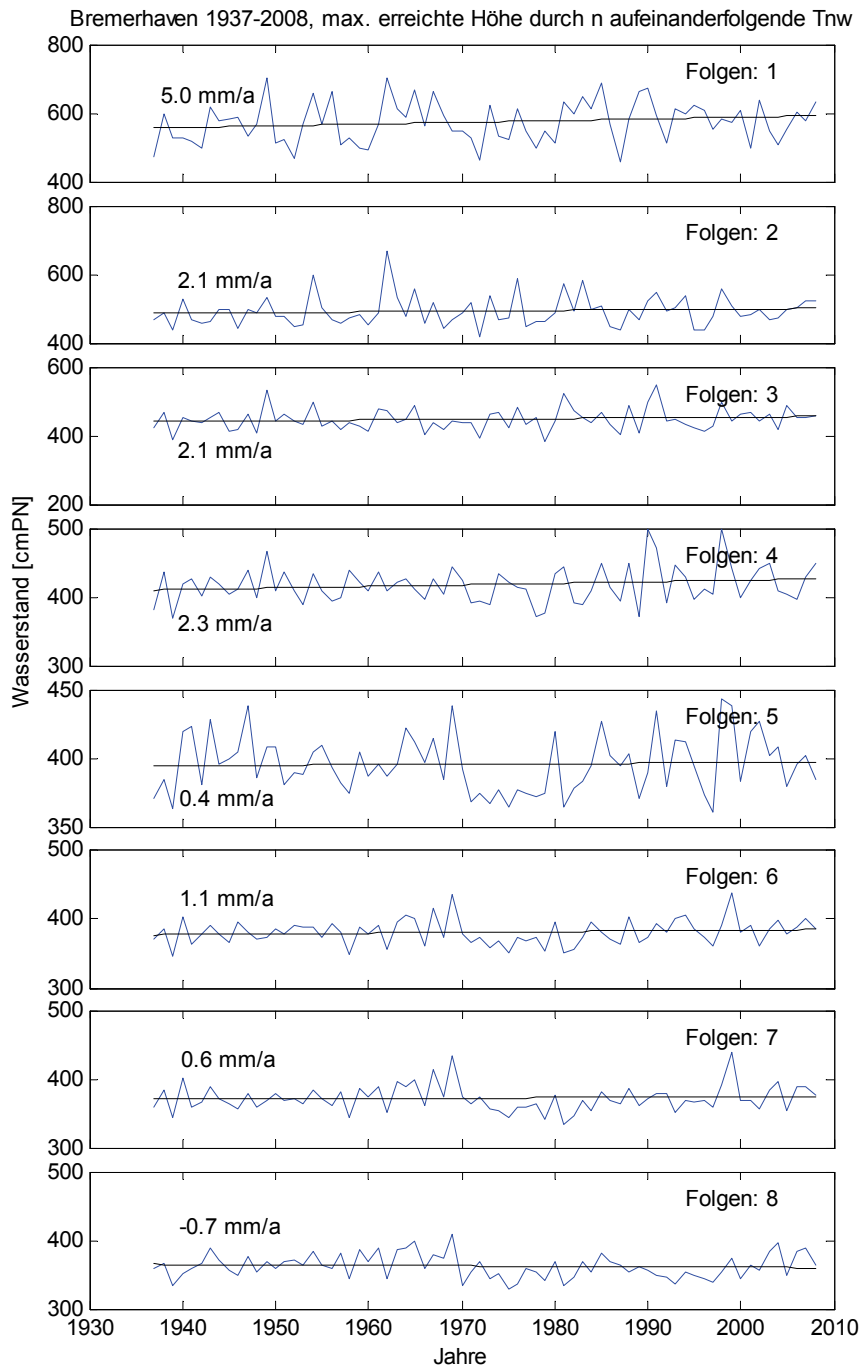 Bremerhaven 1937-2008, max. erreichte Höhe durch n aufeinanderfolgende Tnw
800
600
400
5.0 mm/a
Folgen: 1
800
600
400
2.1 mm/a
Folgen: 2
600
400
200
2.1 mm/a
Folgen: 3
500
400
300
2.3 mm/a
Folgen: 4
450
400
350
0.4 mm/a
Folgen: 5
500
400
300
1.1 mm/a
Folgen: 6
500
400
300
0.6 mm/a
Folgen: 7
500
400
300
-0.7 mm/a
Folgen: 8
Wasserstand [cmPN]
1930 1940 1950 1960 1970 1980 1990 2000 2010
Jahre